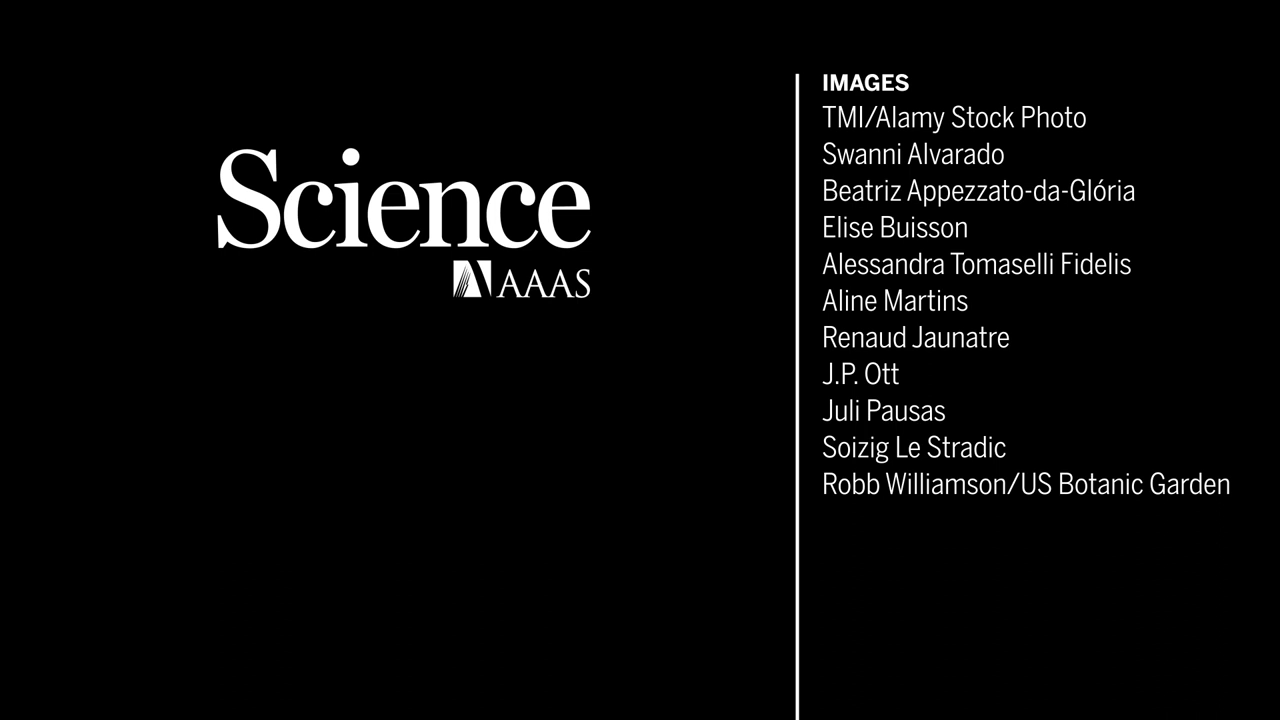 Science
AAAS
IMAGES
TMI/Alamy Stock Photo
Swanni Alvarado
Beatriz Appezzato-da-Glória
Elise Buisson
Alessandra Tomaselli Fidelis
Aline Martins
Renaud Jaunatre
J.P. Ott
Juli Pausas
Soizig Le Stradic
Robb Williamson/US Botanic Garden